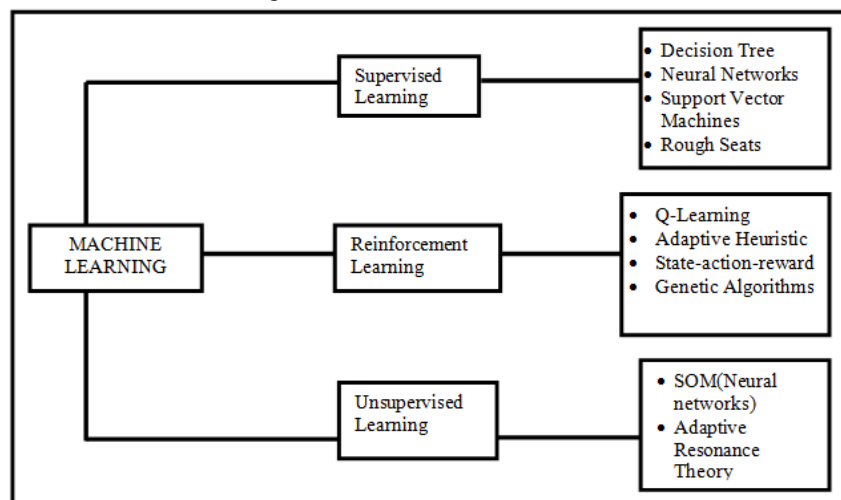 Supervised
Learning
• Decision Tree
• Neural Networks
• Support Vector
Machines
• Rough Seats
MACHINE
LEARNING
Reinforcement
Learning
• Q-Learning
• Adaptive Heuristic
• State-action-reward
• Genetic Algorithms
Unsupervised
Learning
• SOM(Neural
networks)
• Adaptive
Resonance
Theory